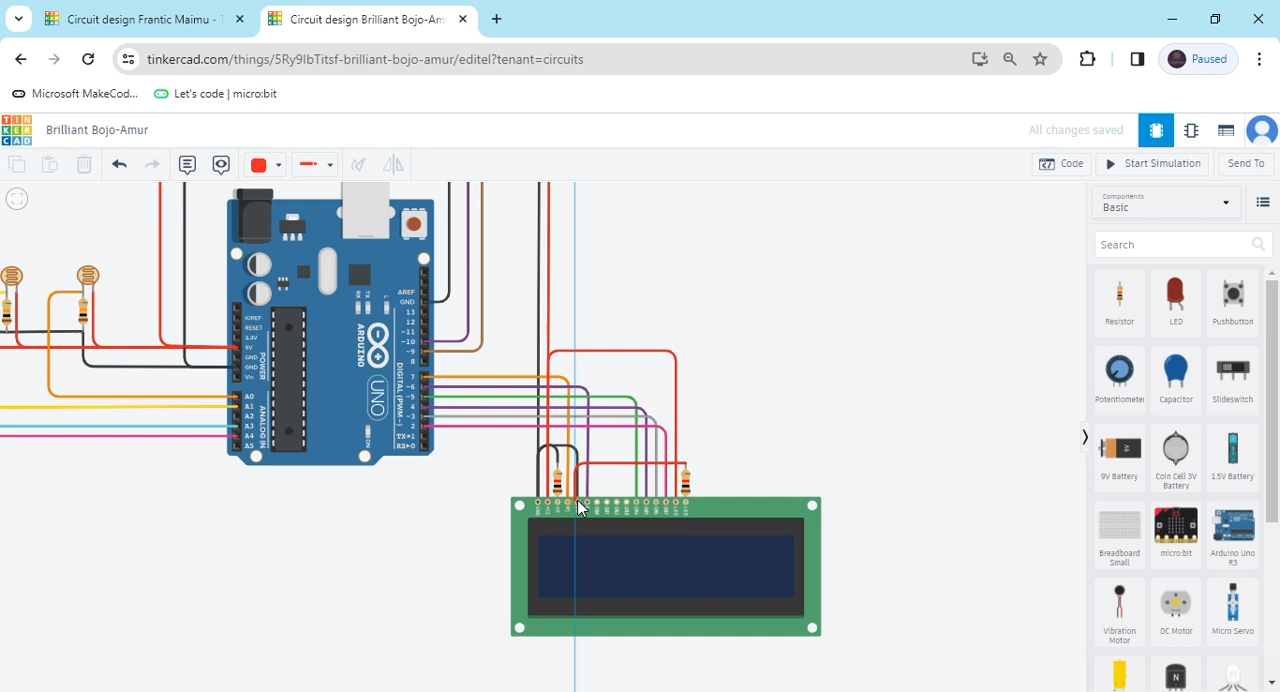 Circuit design Frantic Maimu -
Circuit design Brilliant Bojo-Am
tinkercad.com/things/5Ry9lbTitsf-brilliant-bojo-amur/editel?tenant=circuits
Paused
Microsoft MakeCod...
Let's code | micro:bit
TIN
KER
CAD
Brilliant Bojo-Amur
All changes saved
Code
Start Simulation
Send To
Components
Basic
Search
Resistor
LED
Pushbutton
Potentiometer
Capacitor
Slideswitch
9V Battery
Coin Cell 3V
Battery
1.5V Battery
Breadboard
Small
micro:bit
Arduino Uno
R3
Vibration
Motor
DC Motor
Micro Servo
IOREF
RESET
3.3V
5V
GND
GND
Vin
POWER
A0
A1
A2
A3
A4
A5
ANALOG IN
AREF
GND
13
12
~11
~10
~9
8
7
~6
~5
4
~3
2
TX→1
RX←0
DIGITAL (PWM~)
L
TX
RX
ON
ARDUINO
UNO